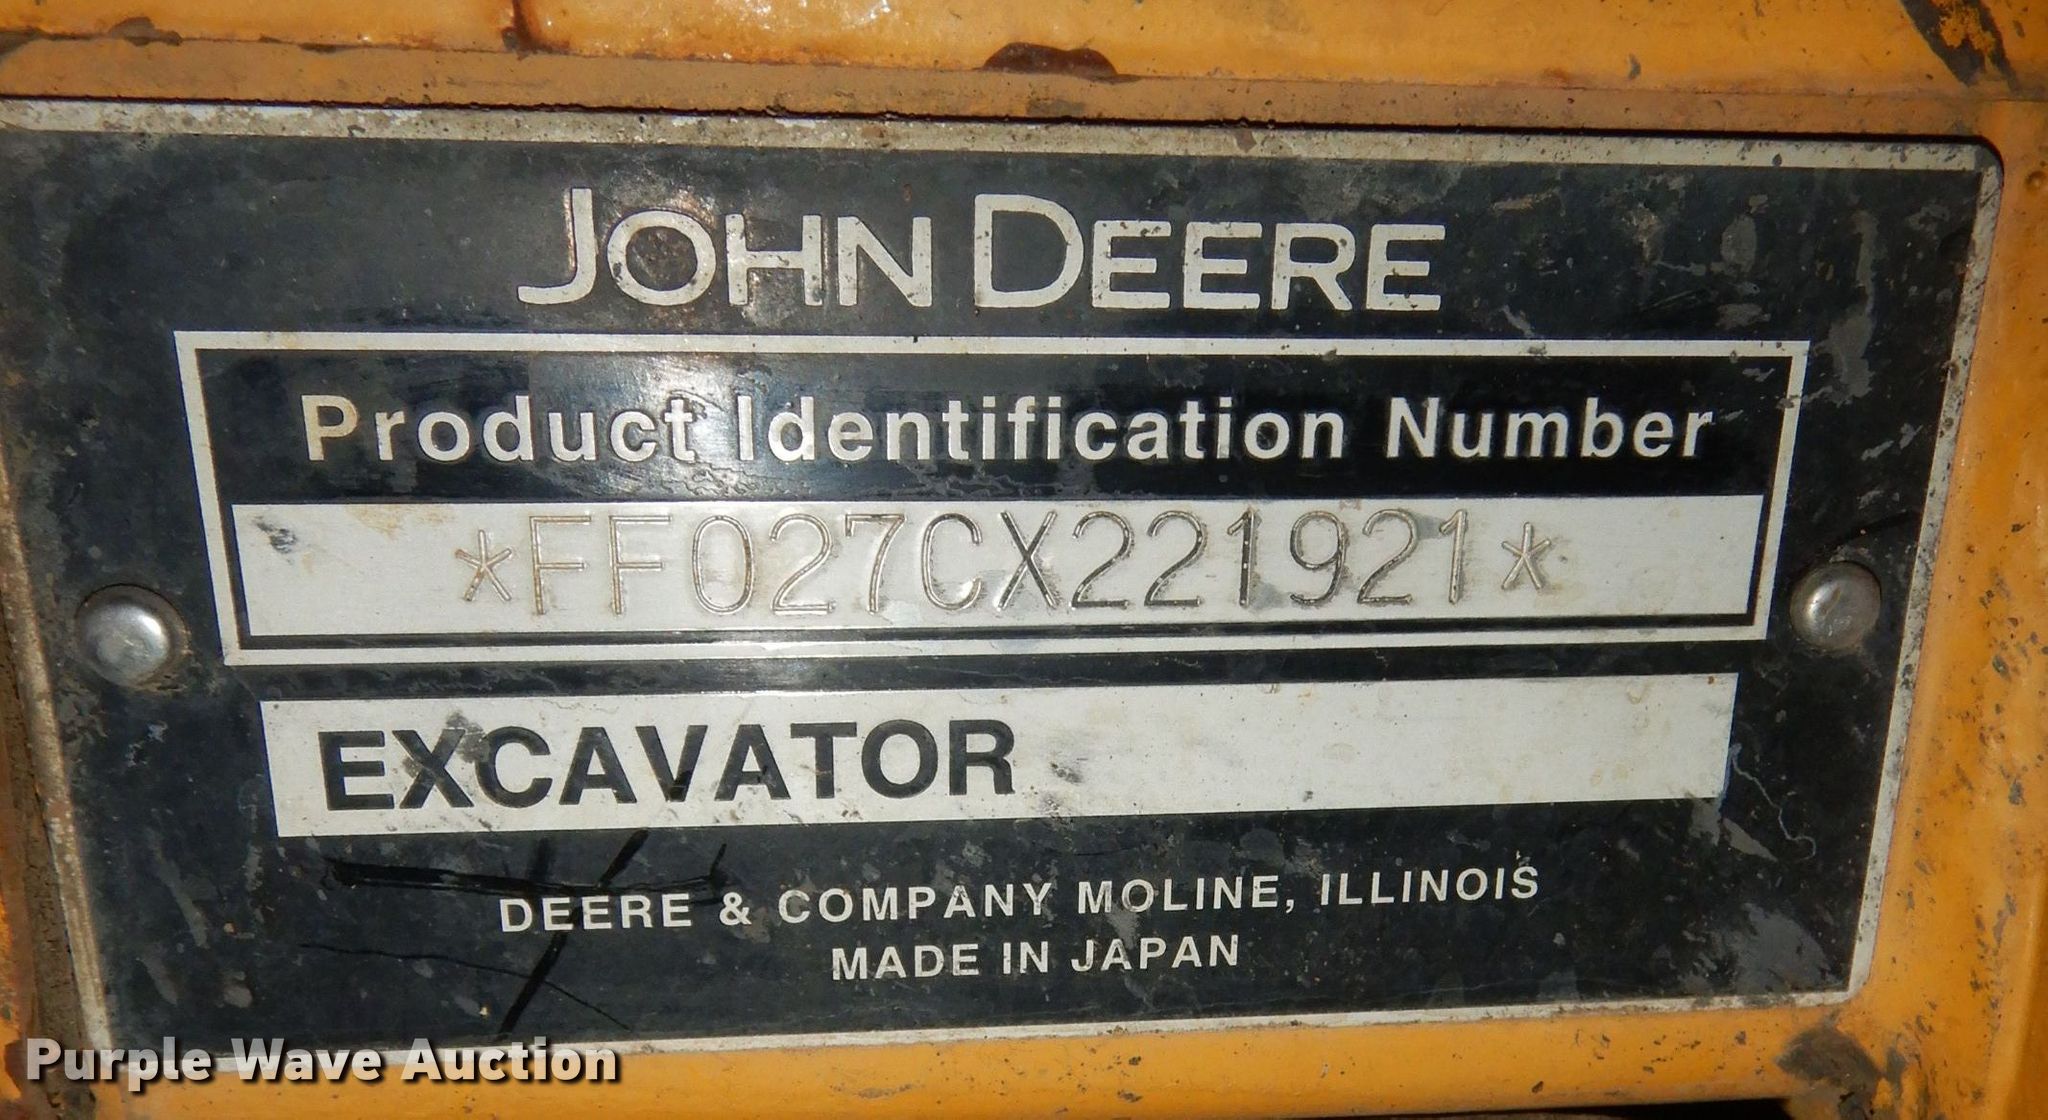 JOHN DEERE
Product Identification Number
*FF027CX221921*
EXCAVATOR
DEERE & COMPANY MOLINE, ILLINOIS
MADE IN JAPAN
Purple Wave Auction